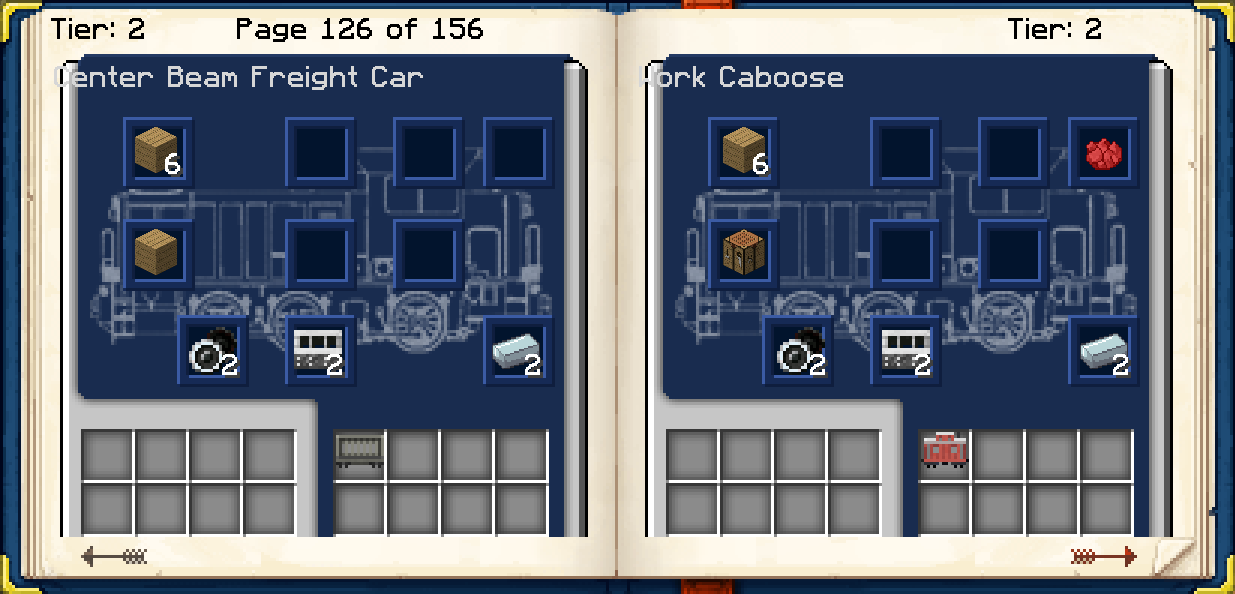 Tier: 2 Page 126 of 156
Center Beam Freight Car
6
2 2 2
Tier: 2
Work Caboose
6
2 2 2